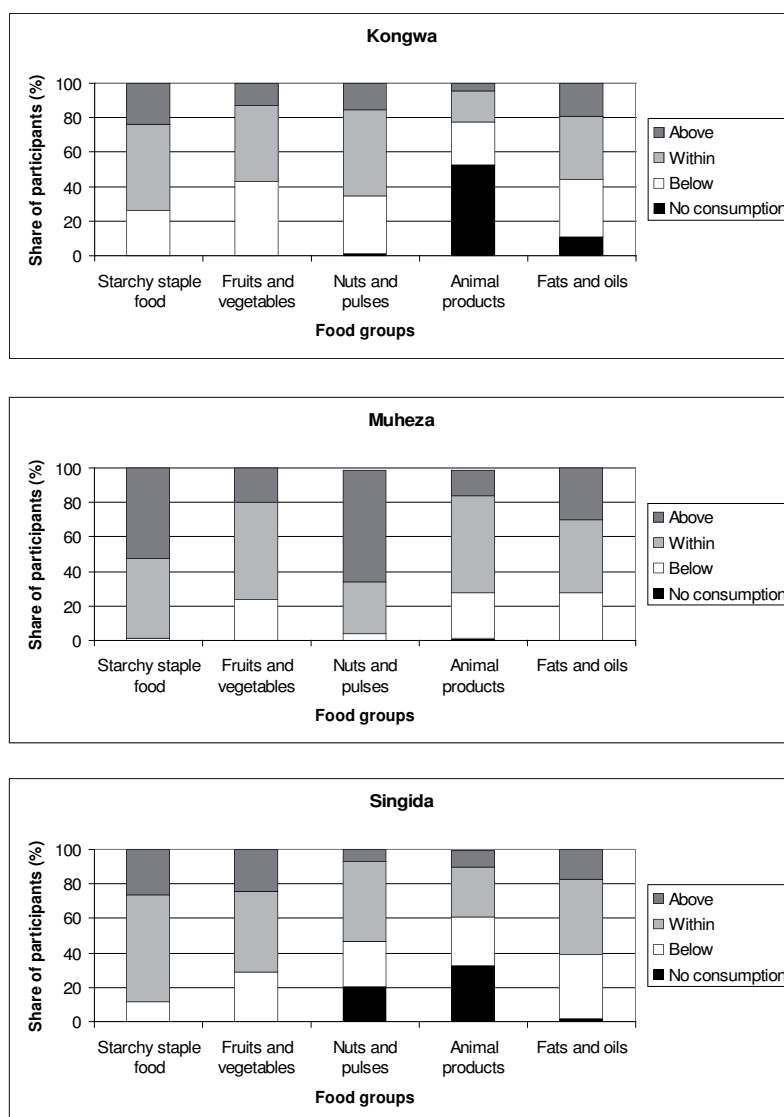 Kongwa
Share of participants (%)
100
80
60
40
20
0
Starchy staple food
Fruits and vegetables
Nuts and pulses
Animal products
Fats and oils
Food groups
Above
Within
Below
No consumption
Muheza
Share of participants (%)
100
80
60
40
20
0
Starchy staple food
Fruits and vegetables
Nuts and pulses
Animal products
Fats and oils
Food groups
Above
Within
Below
No consumption
Singida
Share of participants (%)
100
80
60
40
20
0
Starchy staple food
Fruits and vegetables
Nuts and pulses
Animal products
Fats and oils
Food groups
Above
Within
Below
No consumption